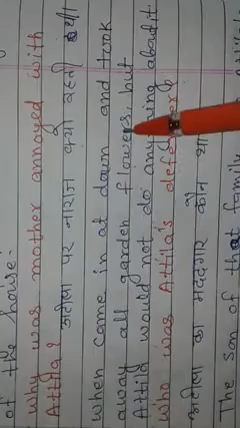 of the house.
Why was mother annoyed with
Attila?
अटीला पर नाराज क्यों रहती थी
When came in at dawn and took
away all garden flowers, but
Attila would not do anything about it
Who was Attila's defe
अटीला का मददगार कौन था
The son of that family